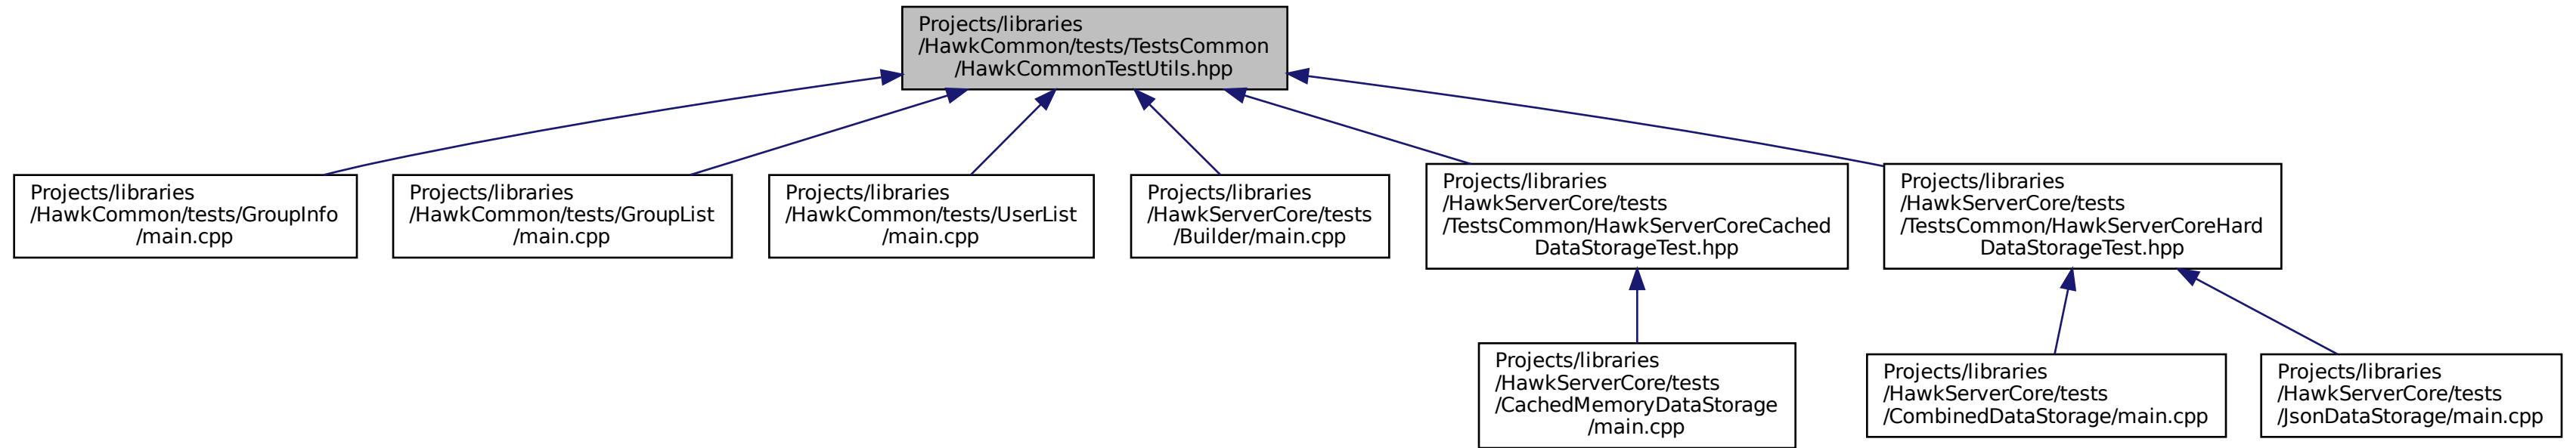 Projects/libraries
/HawkCommon/tests/TestsCommon
/HawkCommonTestUtils.hpp
Projects/libraries
/HawkCommon/tests/GroupInfo
/main.cpp
Projects/libraries
/HawkCommon/tests/GroupList
/main.cpp
Projects/libraries
/HawkCommon/tests/UserList
/main.cpp
Projects/libraries
/HawkServerCore/tests
/Builder/main.cpp
Projects/libraries
/HawkServerCore/tests
/TestsCommon/HawkServerCoreCached
DataStorageTest.hpp
Projects/libraries
/HawkServerCore/tests
/TestsCommon/HawkServerCoreHard
DataStorageTest.hpp
Projects/libraries
/HawkServerCore/tests
/CachedMemoryDataStorage
/main.cpp
Projects/libraries
/HawkServerCore/tests
/CombinedDataStorage/main.cpp
Projects/libraries
/HawkServerCore/tests
/JsonDataStorage/main.cpp